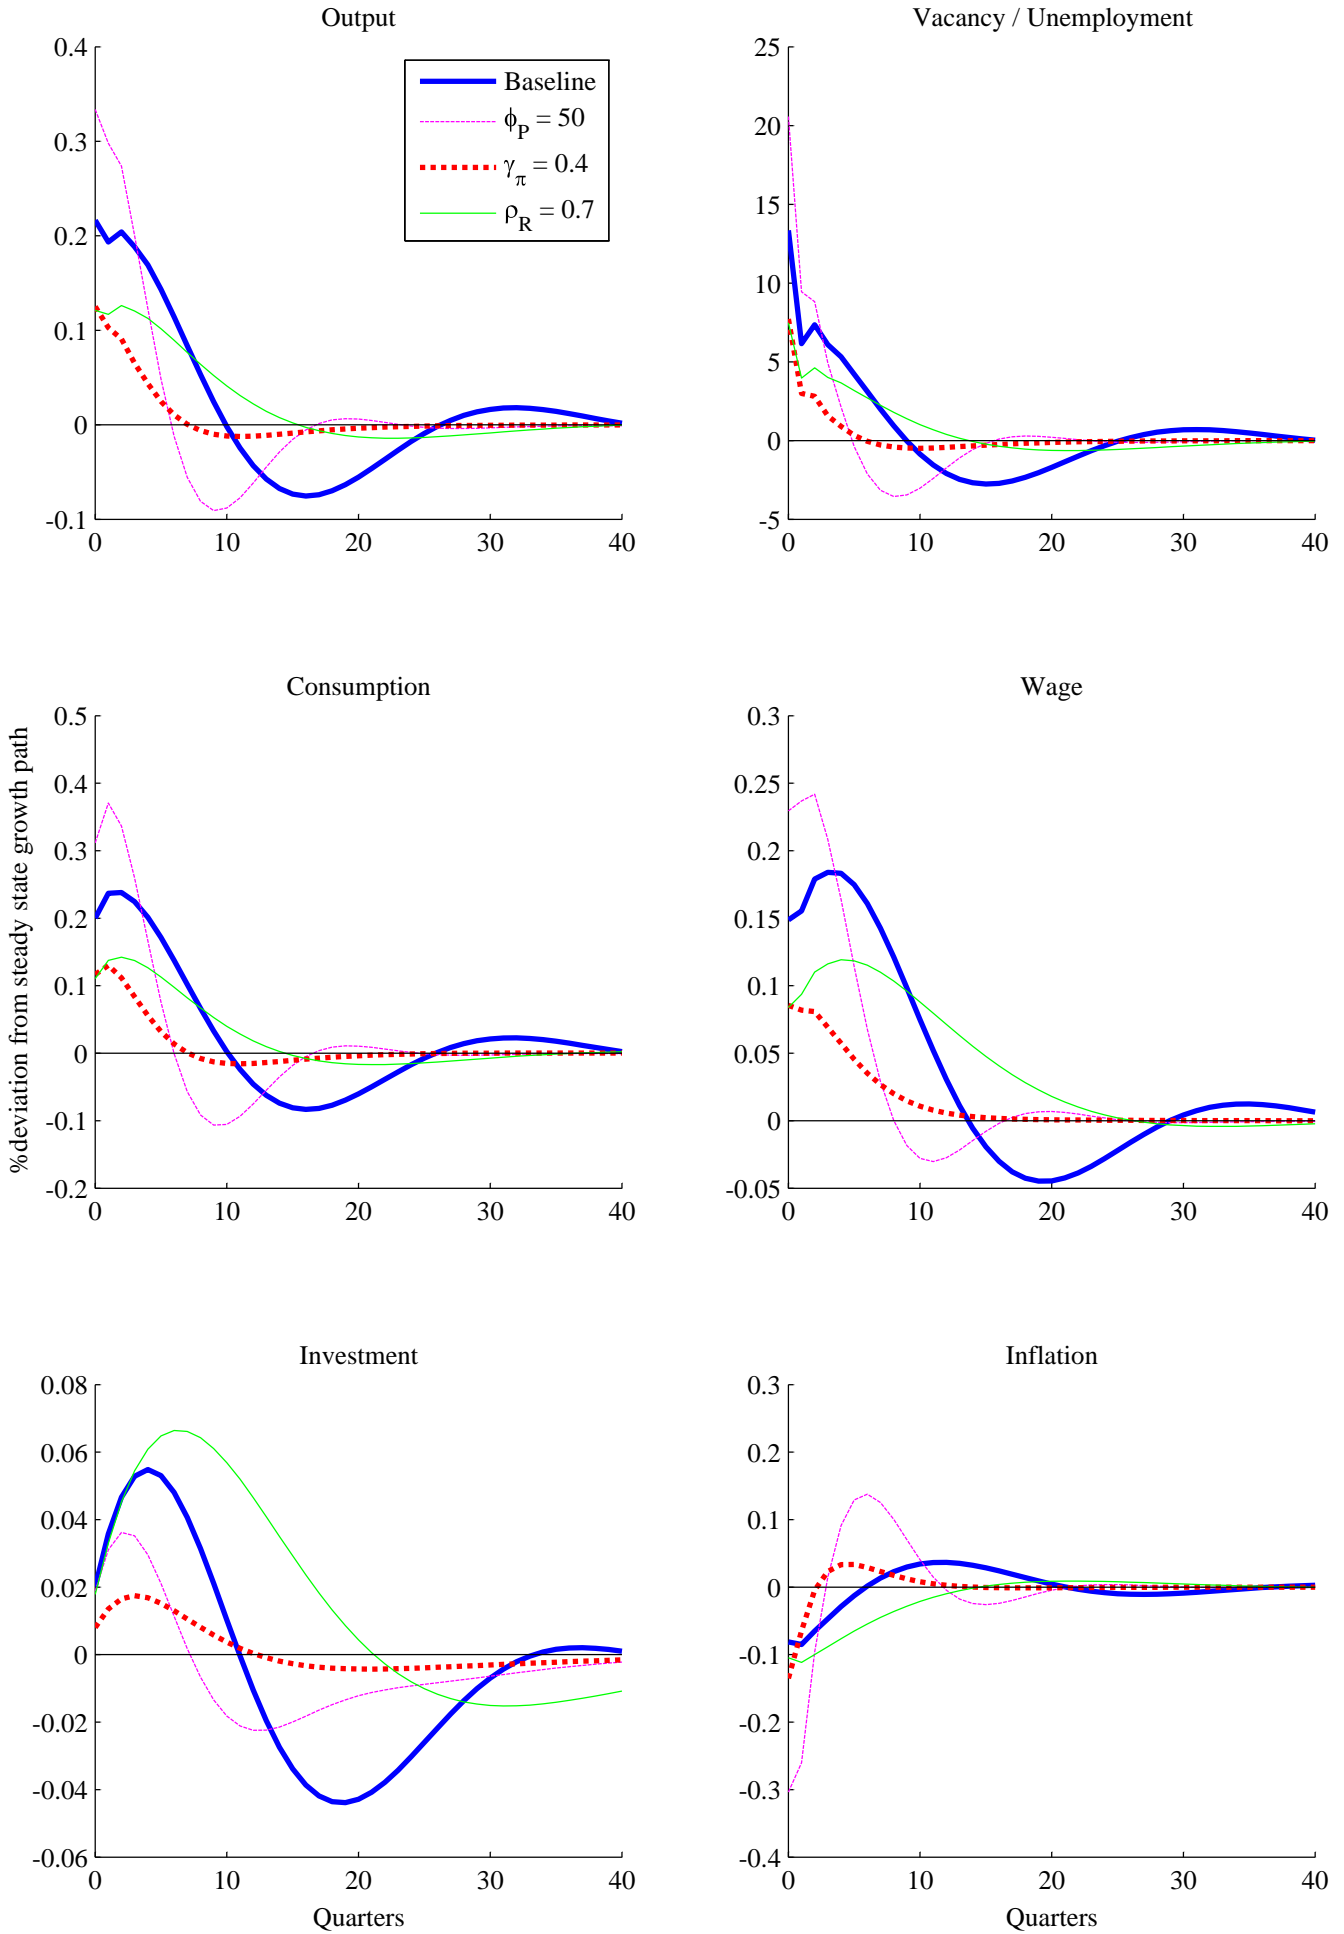 Output
0.4
0.3
0.2
0.1
0
-0.1
0 10 20 30 40
Baseline
ϕP = 50
γπ = 0.4
ρR = 0.7
Vacancy / Unemployment
25
20
15
10
5
0
-5
0 10 20 30 40
%deviation from steady state growth path
Consumption
0.5
0.4
0.3
0.2
0.1
0
-0.1
-0.2
0 10 20 30 40
Wage
0.3
0.25
0.2
0.15
0.1
0.05
0
-0.05
0 10 20 30 40
Investment
0.08
0.06
0.04
0.02
0
-0.02
-0.04
-0.06
0 10 20 30 40
Quarters
Inflation
0.3
0.2
0.1
0
-0.1
-0.2
-0.3
-0.4
0 10 20 30 40
Quarters